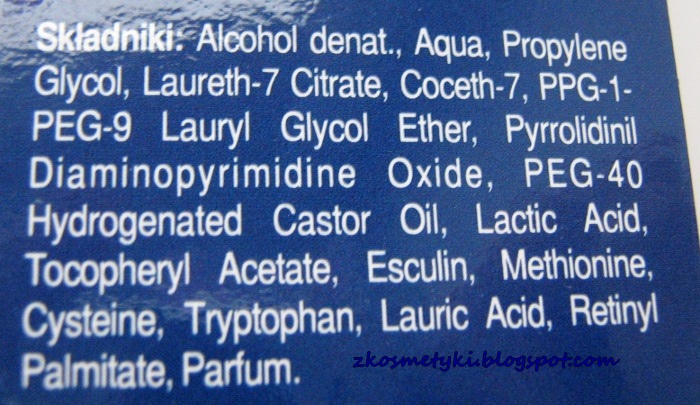 Składniki: Alcohol denat., Aqua, Propylene
Glycol, Laureth-7 Citrate, Coceth-7, PPG-1-
PEG-9 Lauryl Glycol Ether, Pyrrolidinil
Diaminopyrimidine Oxide, PEG-40
Hydrogenated Castor Oil, Lactic Acid,
Tocopheryl Acetate, Esculin, Methionine,
Cysteine, Tryptophan, Lauric Acid, Retinyl
Palmitate, Parfum.
zkosmetyki.blogspot.com